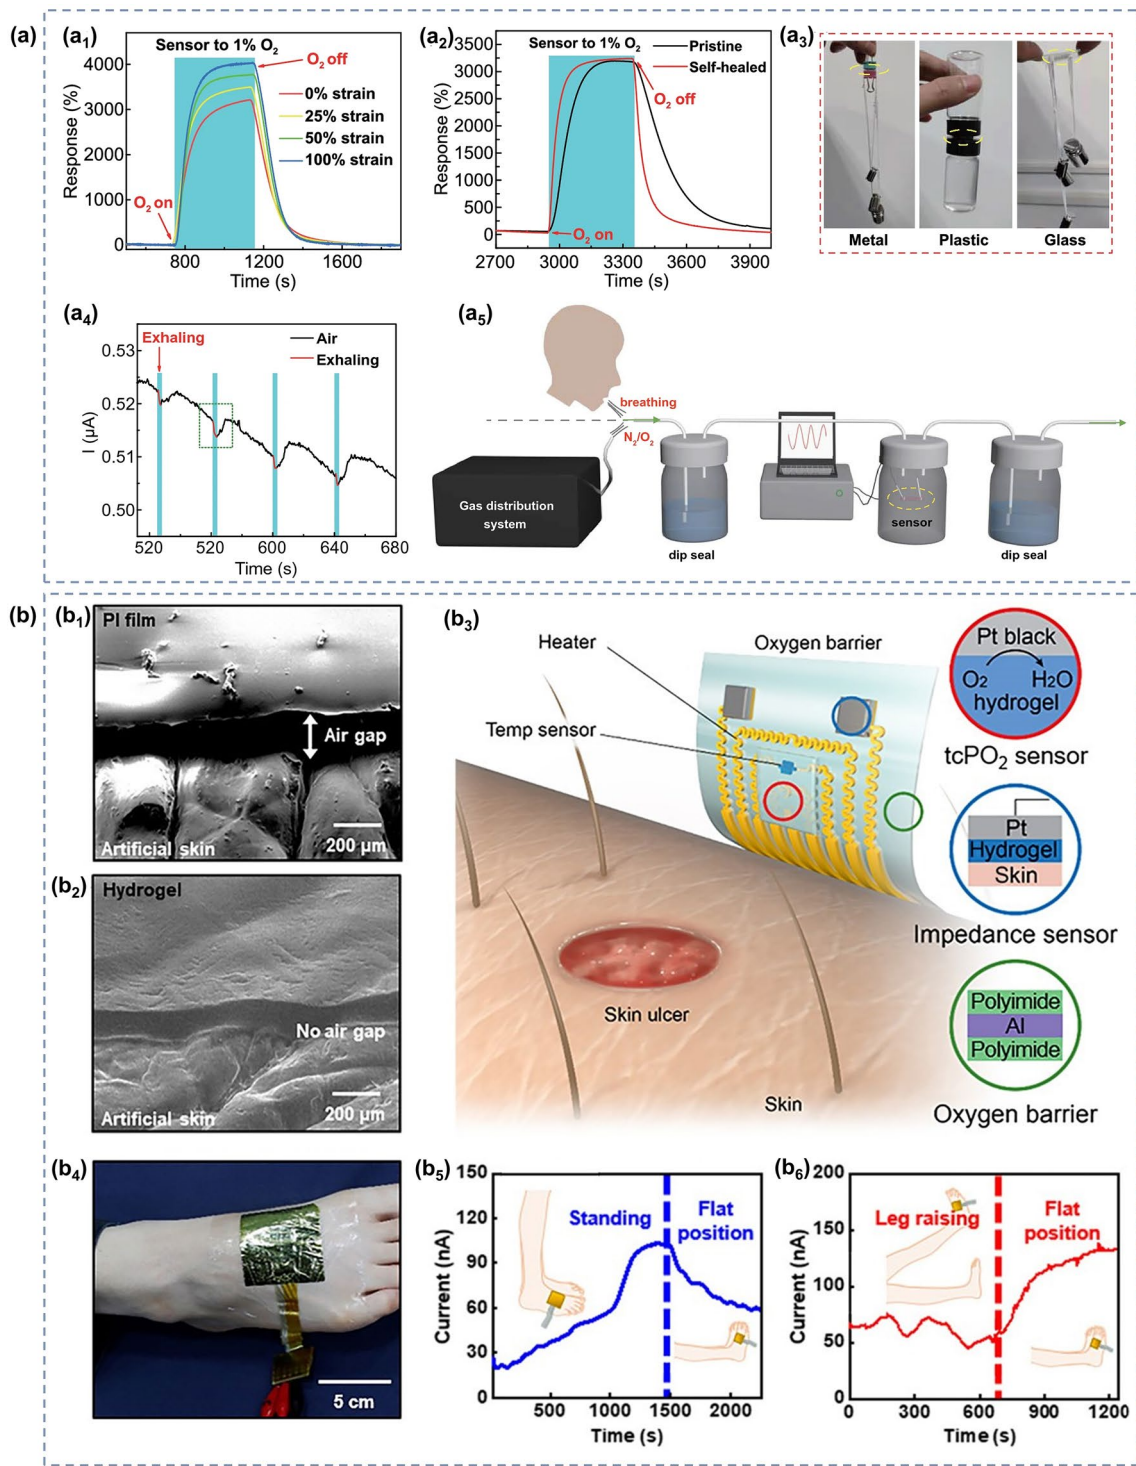 (a)
(a1)
Sensor to 1% O2
O2 off
O2 on
0% strain
25% strain
50% strain
100% strain
Response (%)
4000
3000
2000
1000
0
800 1200 1600
Time (s)
(a2)
Sensor to 1% O2
Pristine
Self-healed
O2 off
O2 on
Response (%)
3500
3000
2500
2000
1500
1000
500
0
2700 3000 3300 3600 3900
Time (s)
(a3)
Metal Plastic Glass
(a4)
Exhaling
Air
Exhaling
I (μA)
0.53
0.52
0.51
0.50
520 520 600 640 680
Time (s)
(a5)
breathing
N2/O2
Gas distribution
system
dip seal
sensor
dip seal
(b)
(b1)
PI film
Air gap
200 μm
Artificial skin
(b2)
Hydrogel
No air gap
200 μm
Artificial skin
(b3)
Heater
Oxygen barrier
Temp sensor
Skin ulcer
Skin
Pt black
O2 H2O
hydrogel
tcPO2 sensor
Pt
Hydrogel
Skin
Impedance sensor
Polyimide
Al
Polyimide
Oxygen barrier
(b4)
5 cm
(b5)
Current (nA)
150
120
90
60
30
0
Standing
Flat
position
500 1000 1500 2000
Time (s)
(b6)
Current (nA)
200
150
100
50
0
Leg raising
Flat
position
0 300 600 900 1200
Time (s)